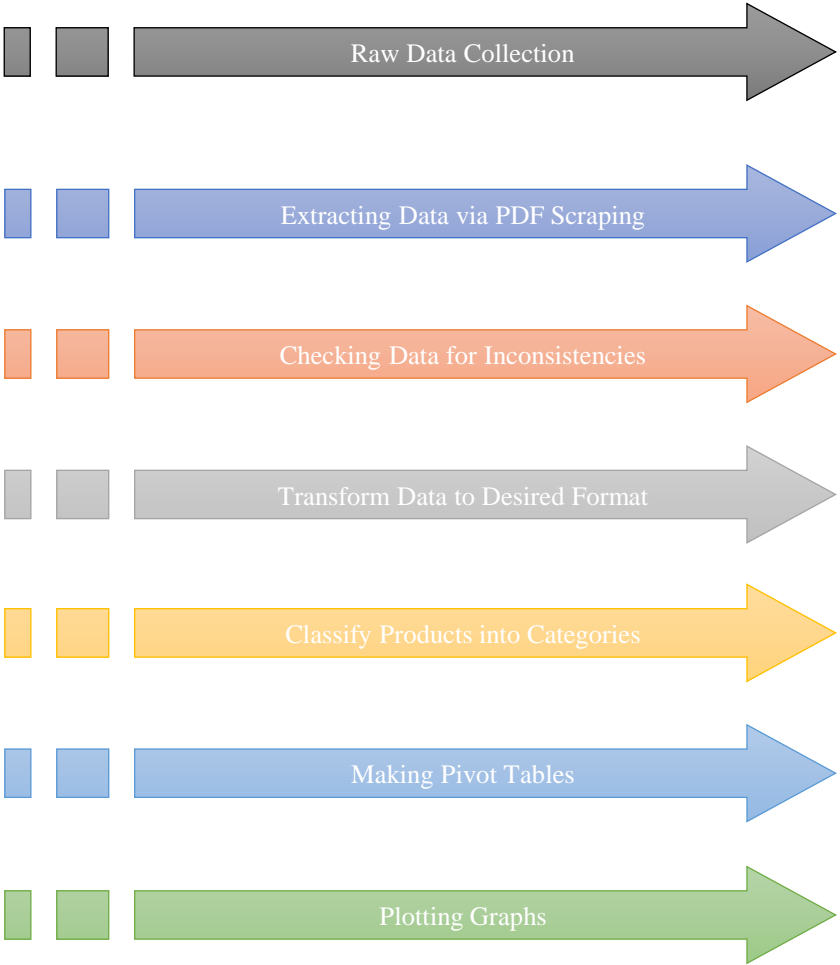 Raw Data Collection
Extracting Data via PDF Scraping
Checking Data for Inconsistencies
Transform Data to Desired Format
Classify Products into Categories
Making Pivot Tables
Plotting Graphs